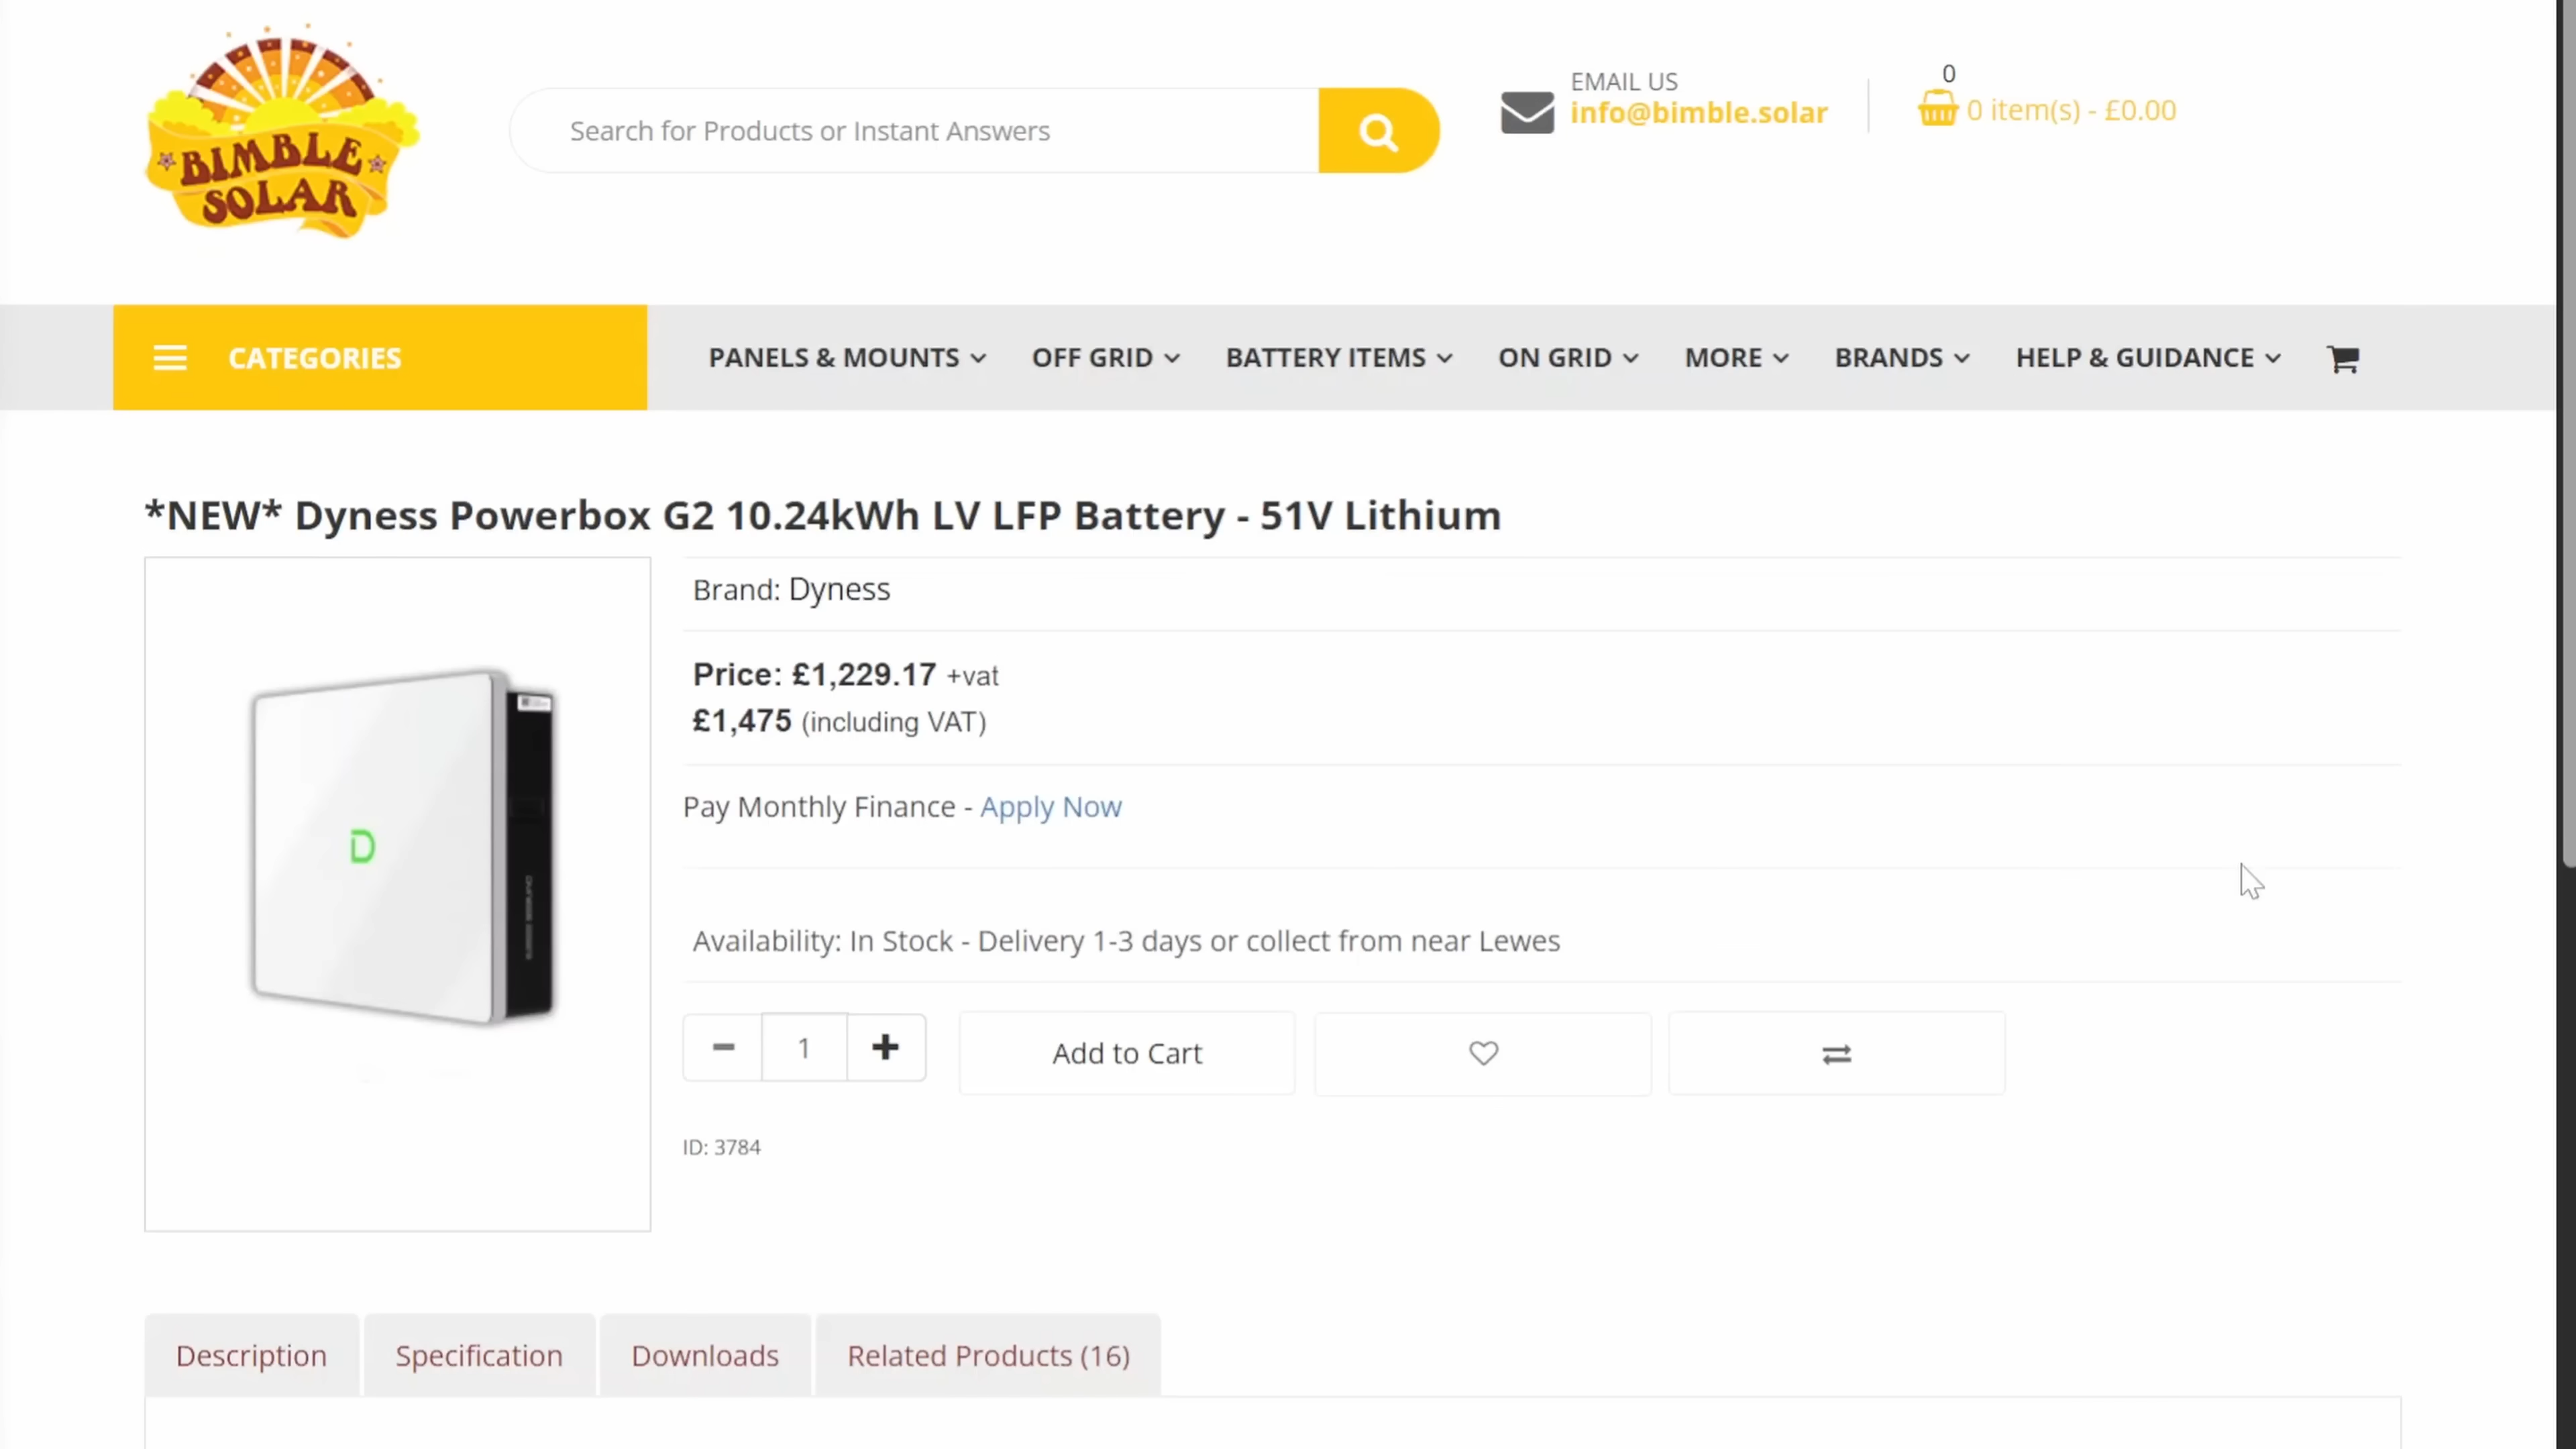 BIMBLE
SOLAR
Search for Products or Instant Answers
EMAIL US
info@bimble.solar
0
0 item(s) - £0.00
CATEGORIES
PANELS & MOUNTS
OFF GRID
BATTERY ITEMS
ON GRID
MORE
BRANDS
HELP & GUIDANCE
*NEW* Dyness Powerbox G2 10.24kWh LV LFP Battery - 51V Lithium
D
Brand: Dyness
Price: £1,229.17 +vat
£1,475 (including VAT)
Pay Monthly Finance - Apply Now
Availability: In Stock - Delivery 1-3 days or collect from near Lewes
1
Add to Cart
ID: 3784
Description
Specification
Downloads
Related Products (16)